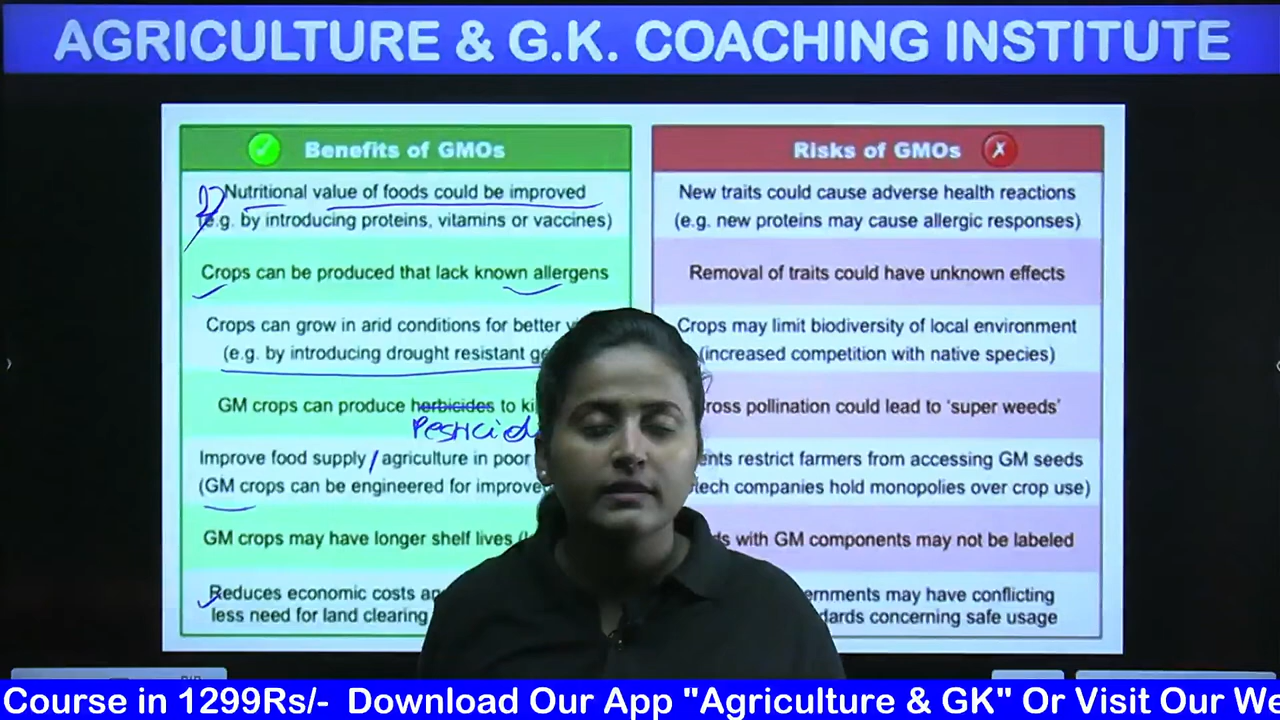 AGRICULTURE & G.K. COACHING INSTITUTE
Benefits of GMOs
Nutritional value of foods could be improved
(e.g. by introducing proteins, vitamins or vaccines)
Crops can be produced that lack known allergens
Crops can grow in arid conditions for better
(e.g. by introducing drought resistant
GM crops can produce herbicides to
Pesticid
Improve food supply / agriculture in poor
(GM crops can be engineered for
GM crops may have longer shelf lives
Reduces economic costs
less need for land clearing
Risks of GMOs
New traits could cause adverse health reactions
(e.g. new proteins may cause allergic responses)
Removal of traits could have unknown effects
Crops may limit biodiversity of local environment
(increased competition with native species)
pollination could lead to ‘super weeds’
restrict farmers from accessing GM seeds
companies hold monopolies over crop use)
with GM components may not be labeled
may have conflicting
concerning safe usage
Course in 1299Rs/- Download Our App "Agriculture & GK" Or Visit Our We